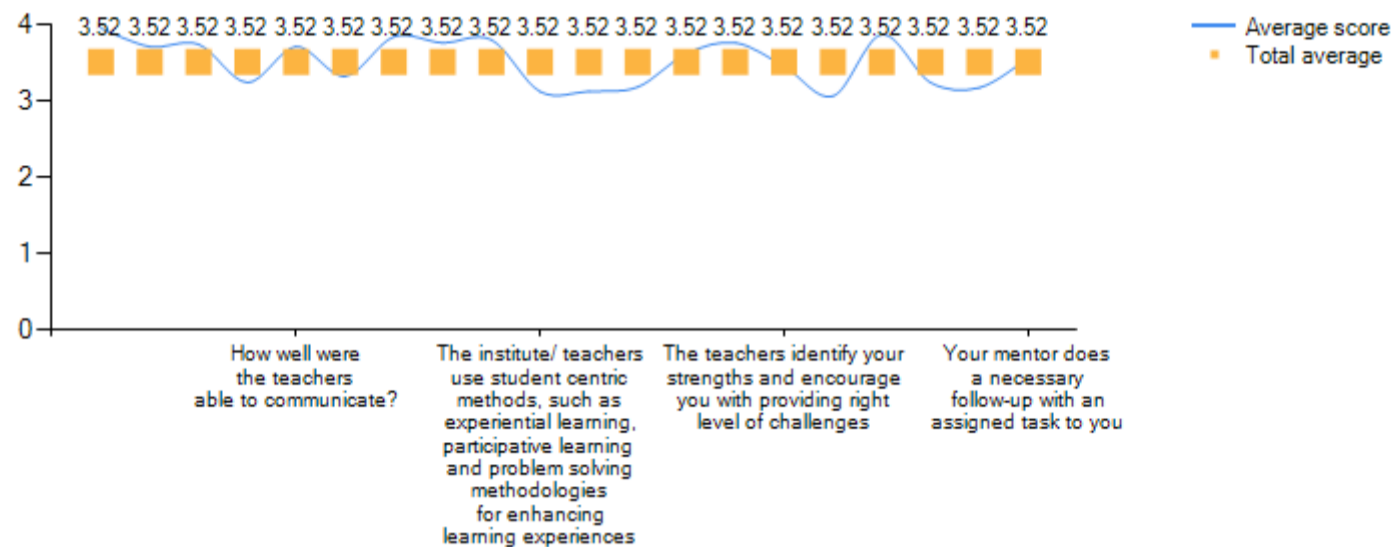 4
3.52 3.52 3.52 3.52 3.52 3.52 3.52 3.52 3.52 3.52 3.52 3.52 3.52 3.52 3.52 3.52 3.52 3.52 3.52 3.52
Average score
Total average
3
2
1
0
How well were
the teachers
able to communicate?
The institute/ teachers
use student centric
methods, such as
experiential learning,
participative learning
and problem solving
methodologies
for enhancing
learning experiences
The teachers identify your
strengths and encourage
you with providing right
level of challenges
Your mentor does
a necessary
follow-up with an
assigned task to you